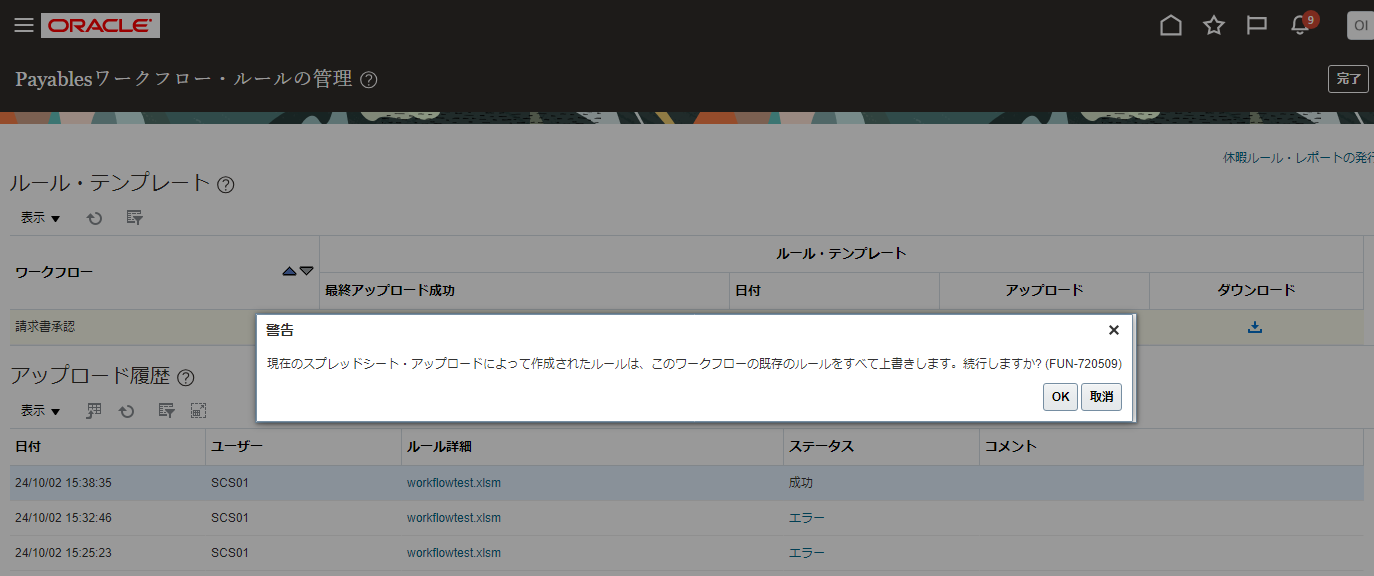 ORACLE
9
OI
Payablesワークフロー・ルールの管理
完了
休暇ルール・レポートの発行
ルール・テンプレート
表示
ワークフロー
ルール・テンプレート
最終アップロード成功
日付
アップロード
ダウンロード
請求書承認
警告
現在のスプレッドシート・アップロードによって作成されたルールは、このワークフローの既存のルールをすべて上書きします。続行しますか? (FUN-720509)
OK
取消
アップロード履歴
表示
日付 ユーザー ルール詳細 ステータス コメント
24/10/02 15:38:35 SCS01 workflowtest.xlsm 成功
24/10/02 15:32:46 SCS01 workflowtest.xlsm エラー
24/10/02 15:25:23 SCS01 workflowtest.xlsm エラー